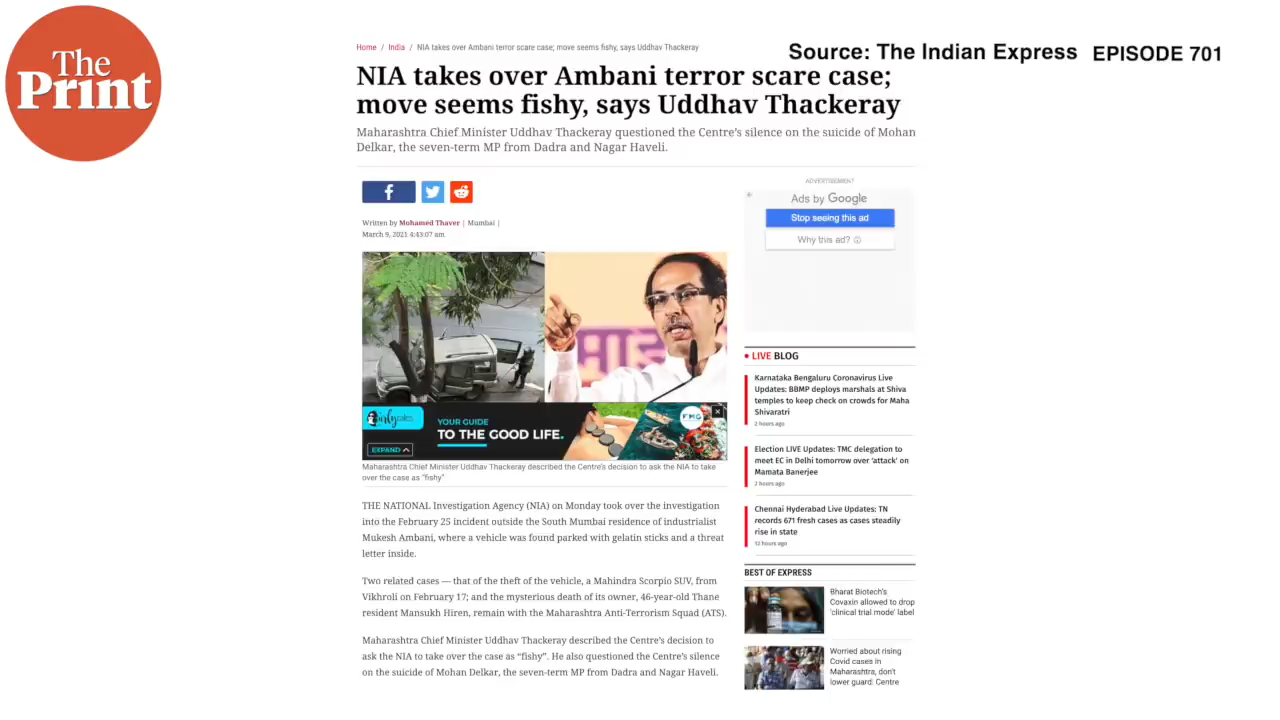 The
Print
Source: The Indian Express EPISODE 701
Home / India / NIA takes over Ambani terror scare case; move seems fishy, says Uddhav Thackeray
NIA takes over Ambani terror scare case;
move seems fishy, says Uddhav Thackeray
Maharashtra Chief Minister Uddhav Thackeray questioned the Centre's silence on the suicide of Mohan
Delkar, the seven-term MP from Dadra and Nagar Haveli.
Written by Mohamed Thaver | Mumbai |
March 9, 2021 4:43:07 am
YOUR GUIDE
TO THE GOOD LIFE.
EXPAND
FMG
Maharashtra Chief Minister Uddhav Thackeray described the Centre's decision to ask the NIA to take
over the case as "fishy"
THE NATIONAL Investigation Agency (NIA) on Monday took over the investigation
into the February 25 incident outside the South Mumbai residence of industrialist
Mukesh Ambani, where a vehicle was found parked with gelatin sticks and a threat
letter inside.
Two related cases — that of the theft of the vehicle, a Mahindra Scorpio SUV, from
Vikhroli on February 17; and the mysterious death of its owner, 46-year-old Thane
resident Mansukh Hiren, remain with the Maharashtra Anti-Terrorism Squad (ATS).
Maharashtra Chief Minister Uddhav Thackeray described the Centre's decision to
ask the NIA to take over the case as "fishy". He also questioned the Centre's silence
on the suicide of Mohan Delkar, the seven-term MP from Dadra and Nagar Haveli.
ADVERTISEMENT
Ads by Google
Stop seeing this ad
Why this ad?
LIVE BLOG
Karnataka Bengaluru Coronavirus Live
Updates: BBMP deploys marshals at Shiva
temples to keep check on crowds for Maha
Shivaratri
2 hours ago
Election LIVE Updates: TMC delegation to
meet EC in Delhi tomorrow over 'attack' on
Mamata Banerjee
2 hours ago
Chennai Hyderabad Live Updates: TN
records 671 fresh cases as cases steadily
rise in state
13 hours ago
BEST OF EXPRESS
Bharat Biotech's
Covaxin allowed to drop
'clinical trial mode' label
Worried about rising
Covid cases in
Maharashtra, don't
lower guard: Centre